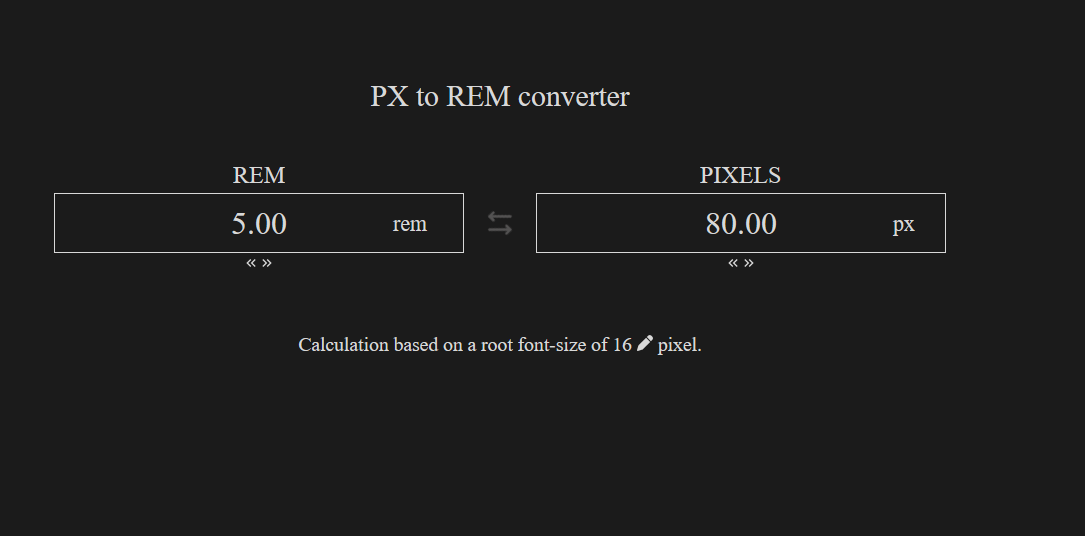 PX to REM converter
REM
5.00 rem
« »
PIXELS
80.00 px
« »
Calculation based on a root font-size of 16 pixel.